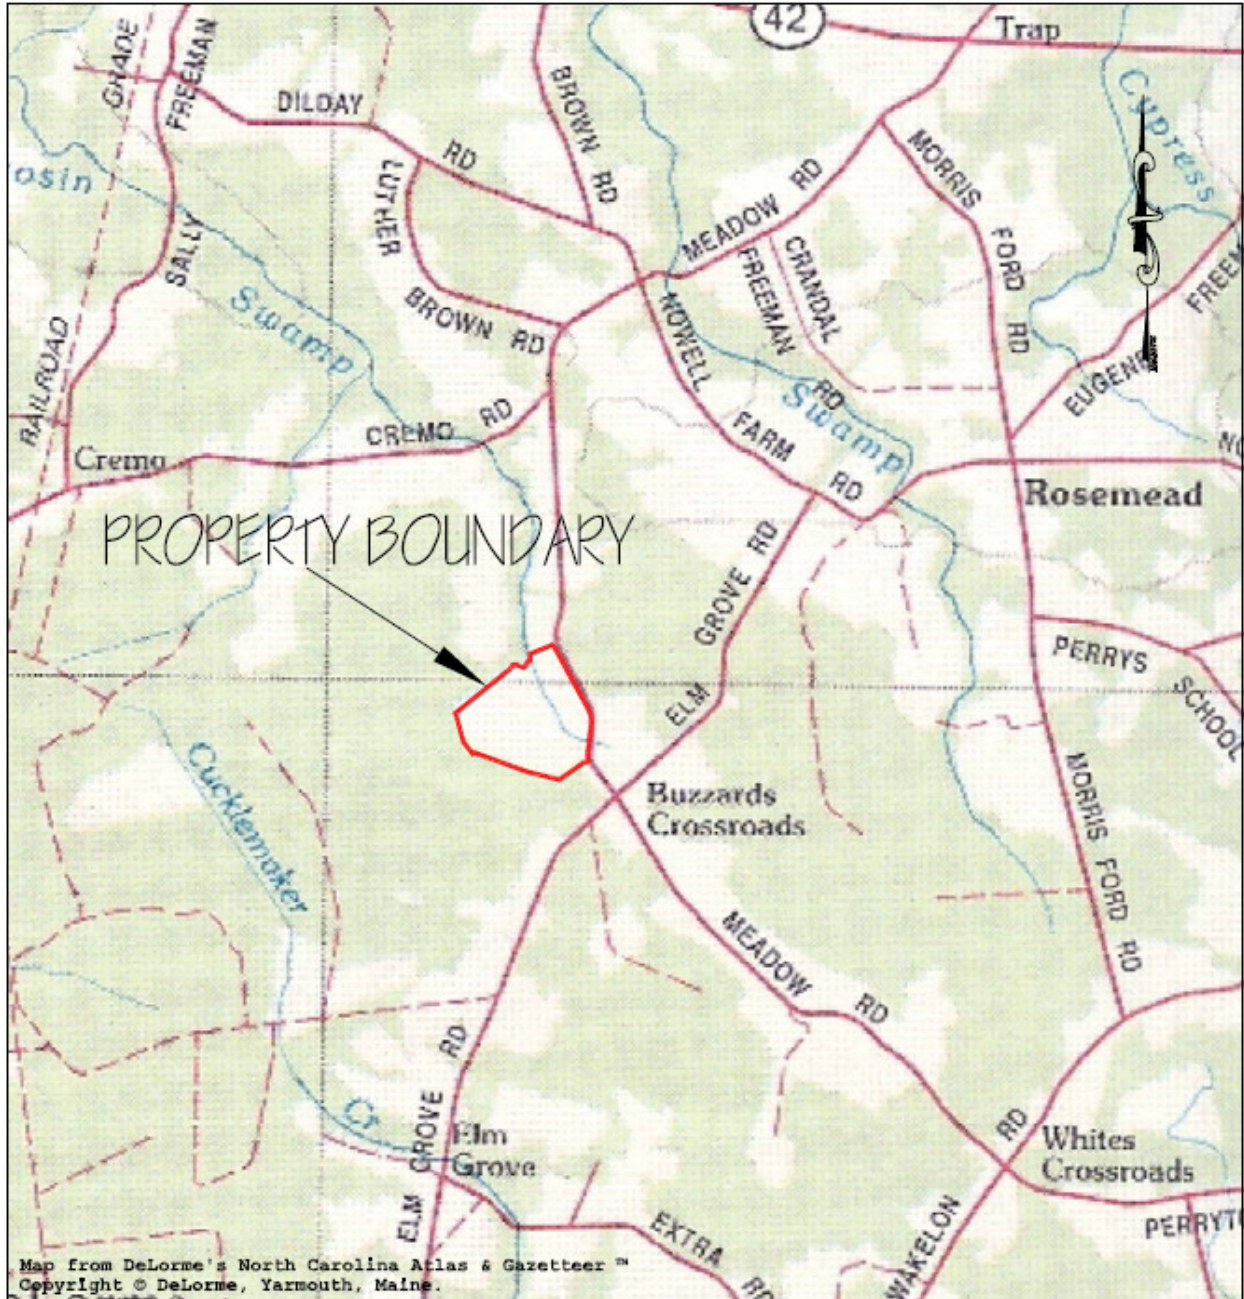 42
Trap
GRADE
FREEMAN
DILDAY
RD
BROWN RD
Cypress
osin
LUTHER
SALLY
MEADOW RD
MORRIS
FORD RD
FREEMAN
CRANDAL
RD
Swamp
BROWN RD
NOWELL
FARM
RD
Swamp
EUGENE
FREEM
RAILROAD
CREMO RD
Cremo
Rosemead
PROPERTY BOUNDARY
GROVE RD
ELM
PERRYS
SCHOOL
Cucklemaker
Buzzards
Crossroads
MORRIS FORD RD
MEADOW
RD
RD
GROVE
ELM
Cr
Elm
Grove
RD
Whites
Crossroads
WAKELON
PERRYT
EXTRA
RD
Map from DeLorme's North Carolina Atlas & Gazetteer ™
Copyright © DeLorme, Yarmouth, Maine.